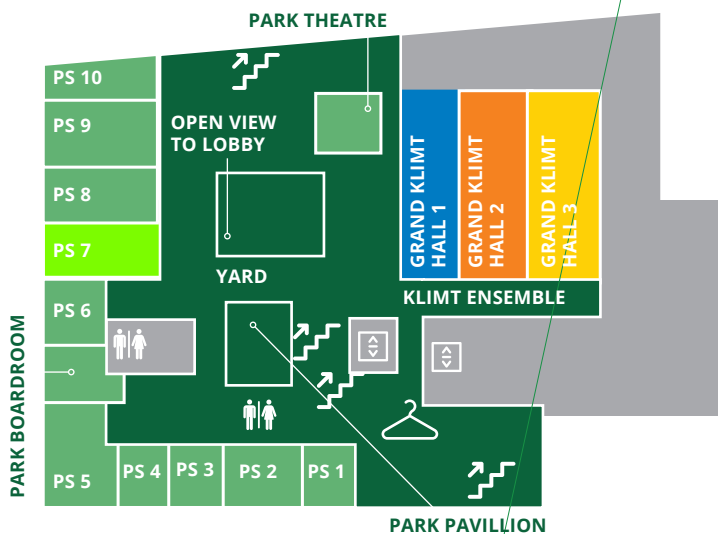 PARK THEATRE
PS 10
PS 9
OPEN VIEW
TO LOBBY
PS 8
PS 7
GRAND KLIMT
HALL 1
GRAND KLIMT
HALL 2
GRAND KLIMT
HALL 3
YARD
KLIMT ENSEMBLE
PS 6
PARK BOARDROOM
PS 5
PS 4
PS 3
PS 2
PS 1
PARK PAVILLION